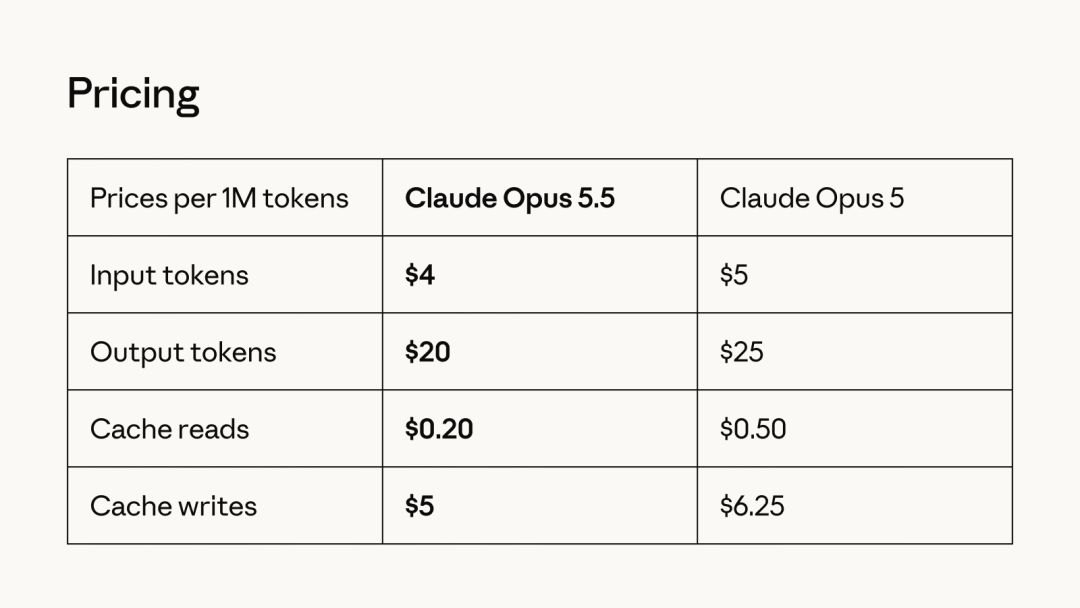 Pricing
Prices per 1M tokens Claude Opus 5.5 Claude Opus 5
Input tokens $4 $5
Output tokens $20 $25
Cache reads $0.20 $0.50
Cache writes $5 $6.25